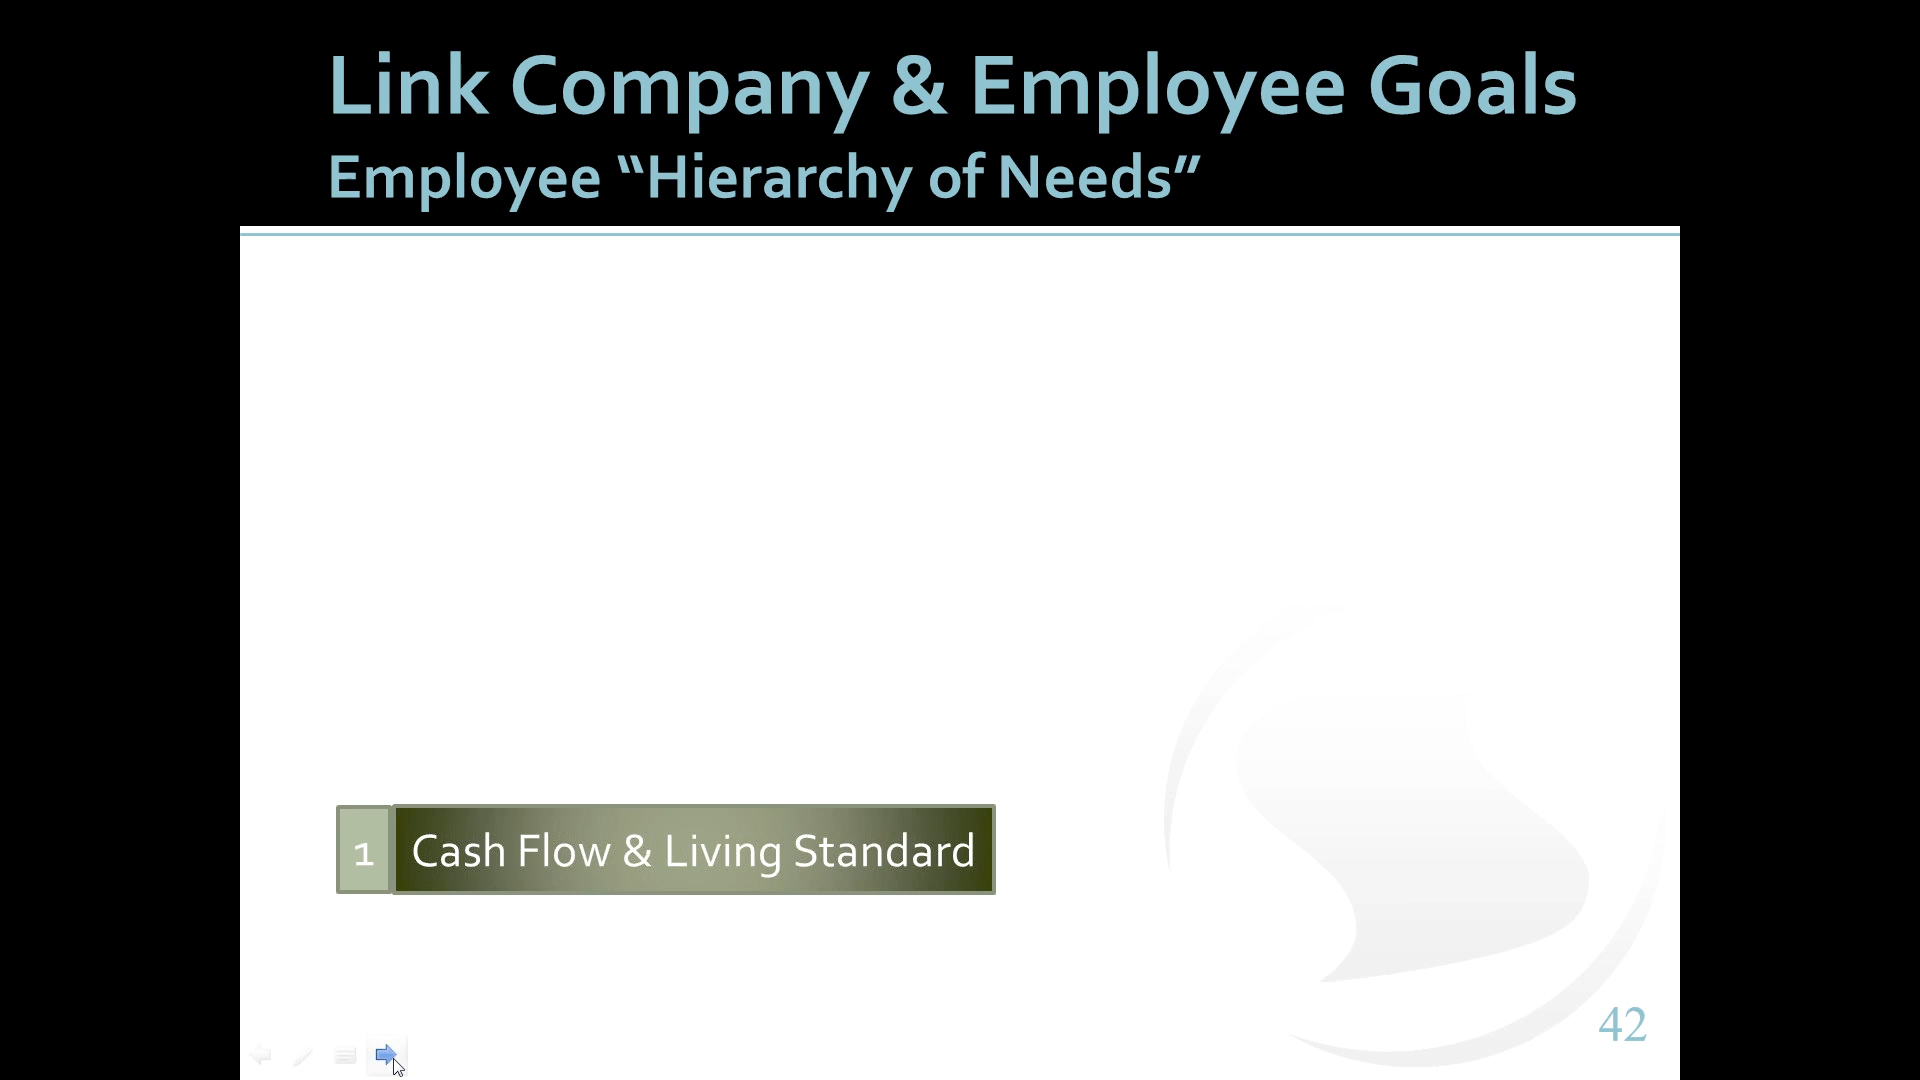 Link Company & Employee Goals
Employee “Hierarchy of Needs”
1 Cash Flow & Living Standard
42